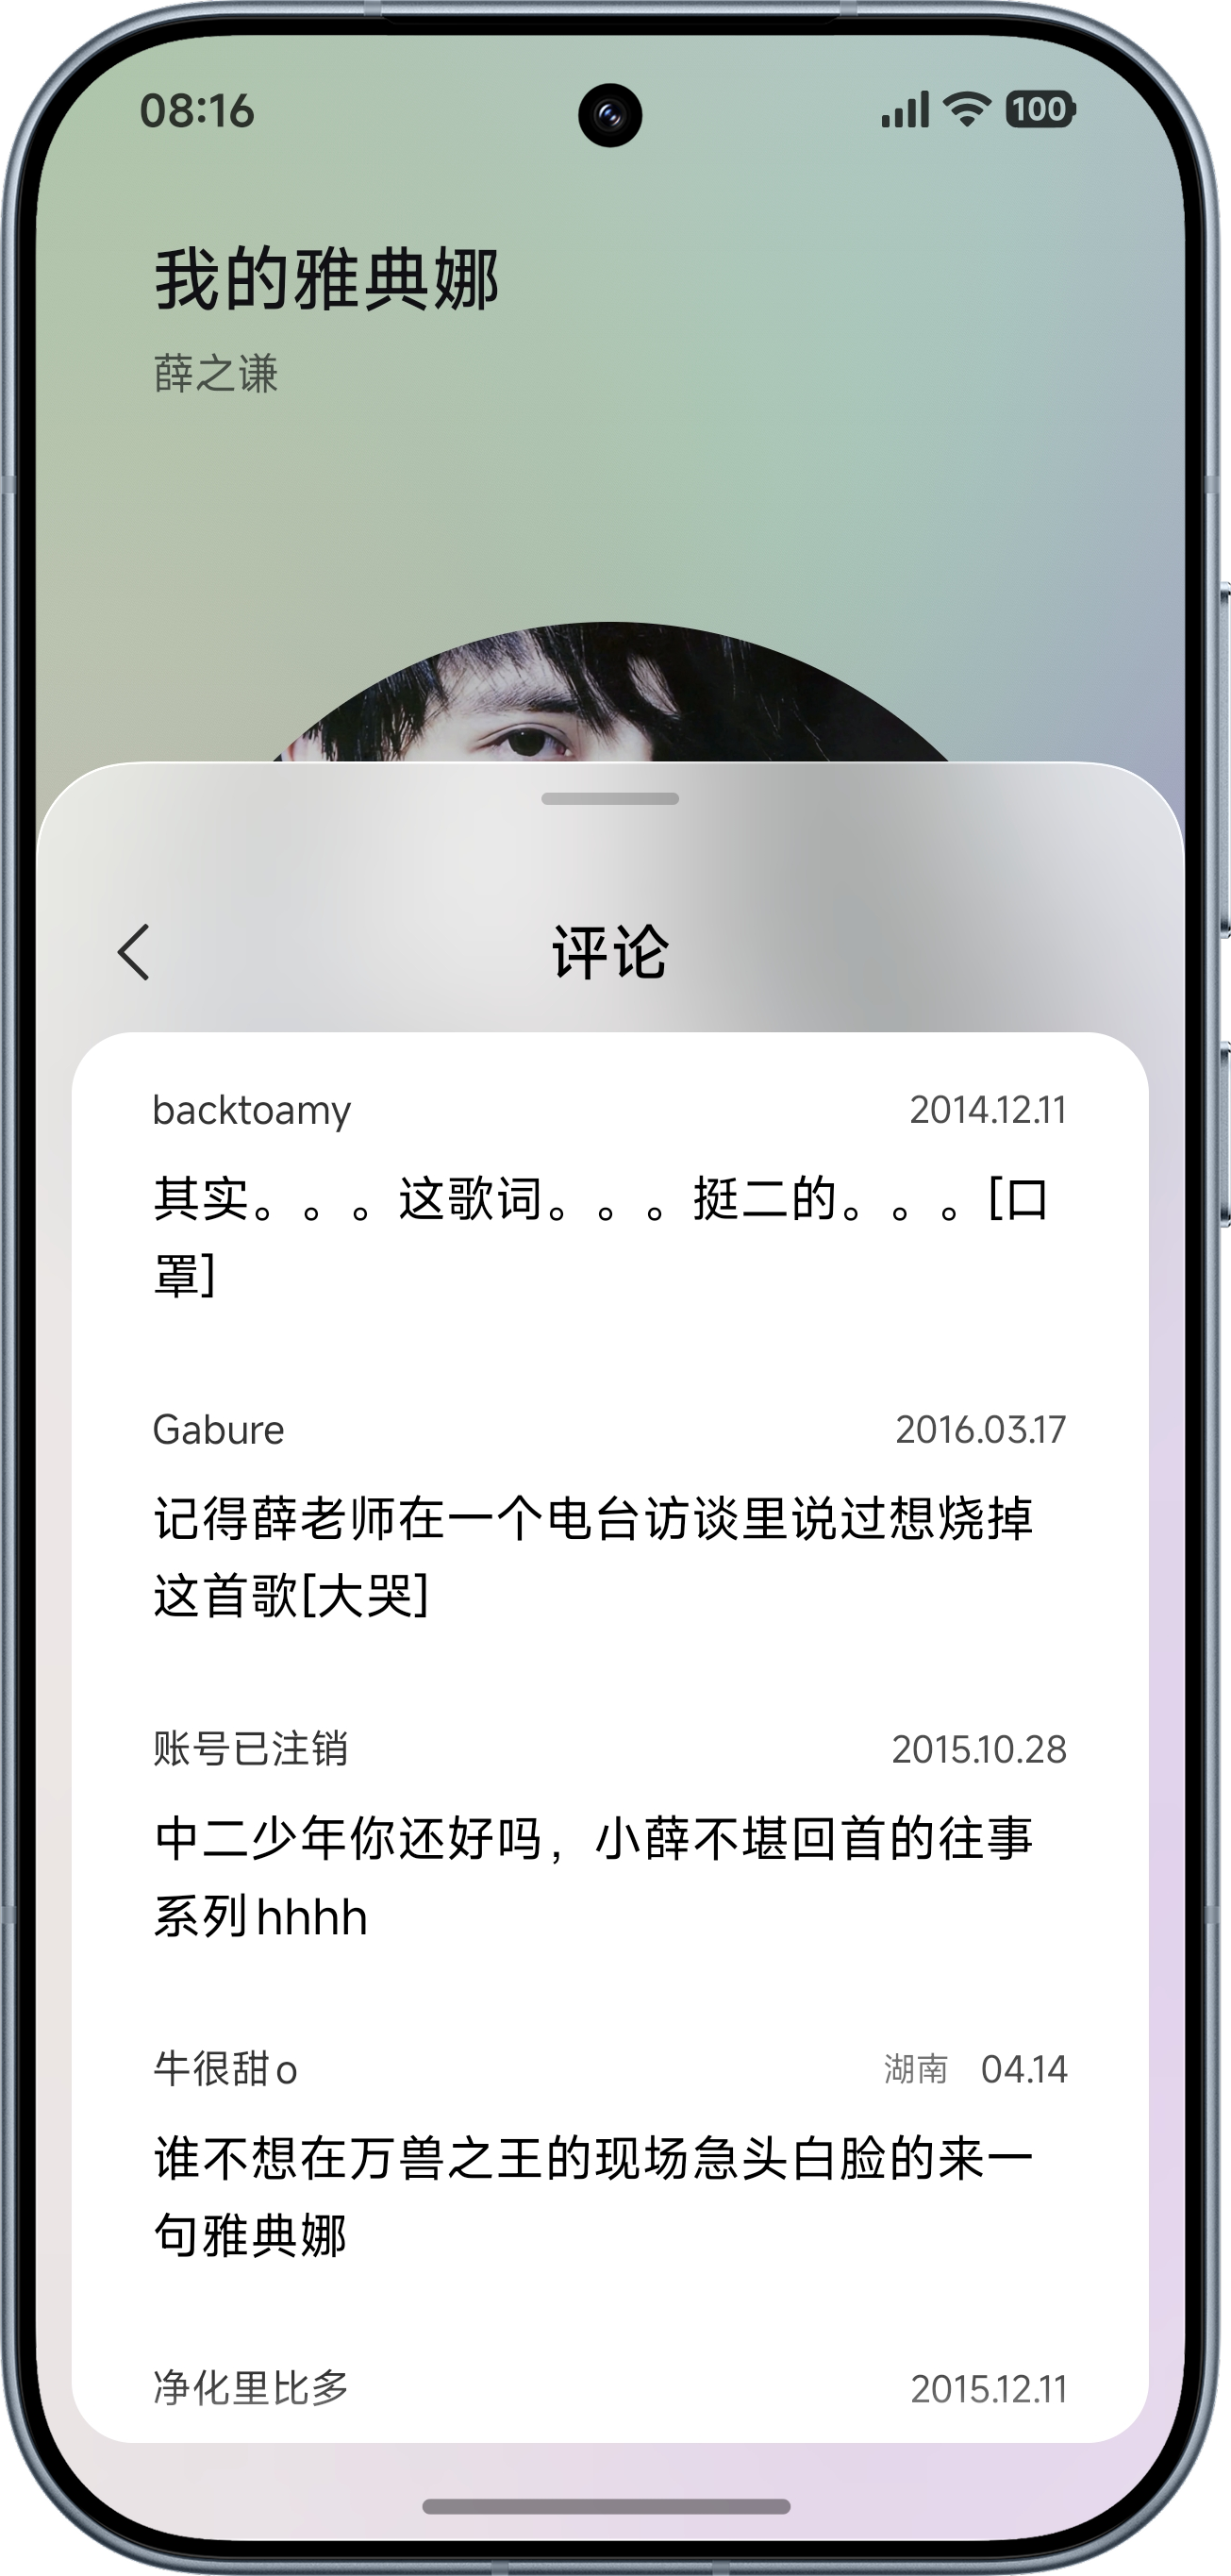 08:16
100
我的雅典娜
薛之谦
评论
backtoamy 2014.12.11
其实。。。这歌词。。。挺二的。。。[口
罩]
Gabure 2016.03.17
记得薛老师在一个电台访谈里说过想烧掉
这首歌[大哭]
账号已注销 2015.10.28
中二少年你还好吗，小薛不堪回首的往事
系列hhhh
牛很甜o 湖南 04.14
谁不想在万兽之王的现场急头白脸的来一
句雅典娜
净化里比多 2015.12.11